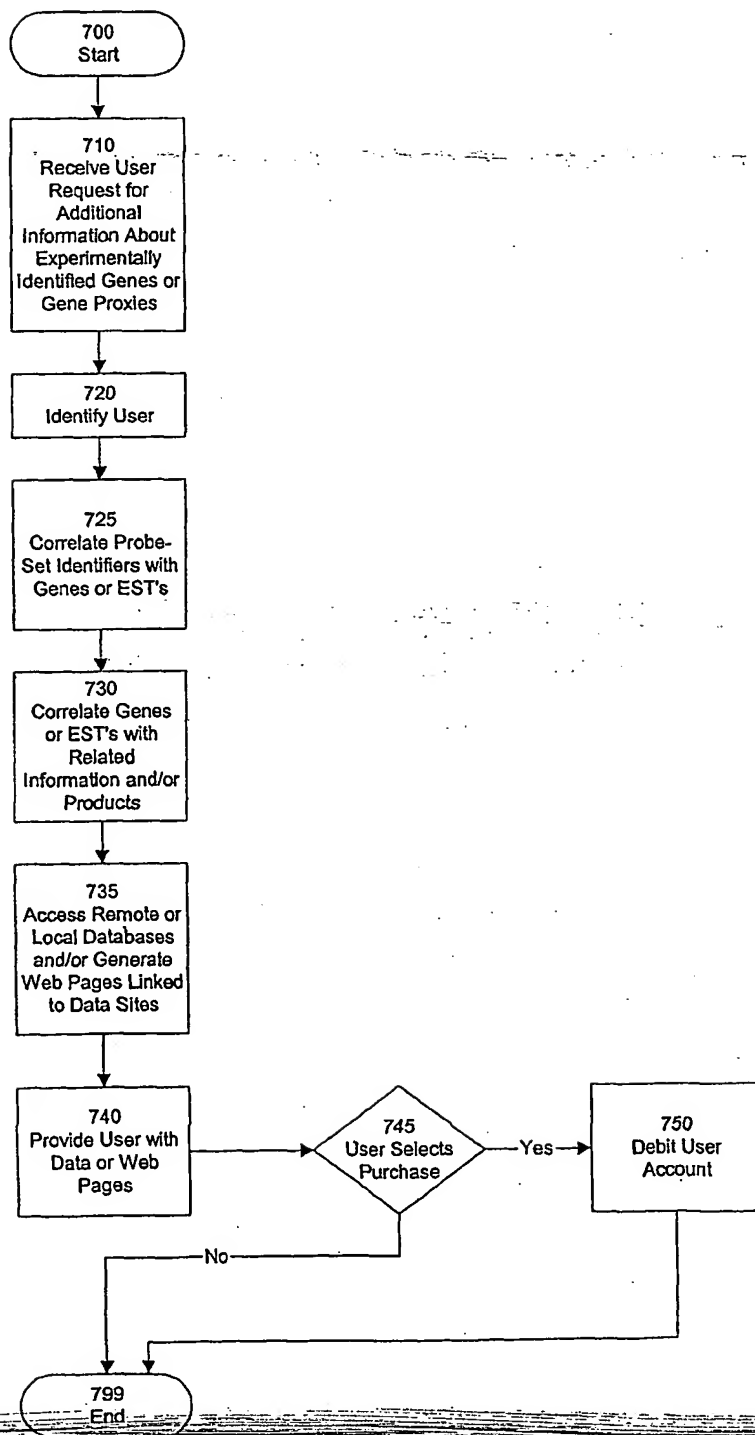 700
Start
710
Receive User
Request for
Additional
Information About
Experimentally
Identified Genes or
Gene Proxies
720
Identify User
725
Correlate Probe-
Set Identifiers with
Genes or EST's
730
Correlate Genes
or EST's with
Related
Information and/or
Products
735
Access Remote or
Local Databases
and/or Generate
Web Pages Linked
to Data Sites
740
Provide User with
Data or Web
Pages
745
User Selects
Purchase
Yes
750
Debit User
Account
No
799
End